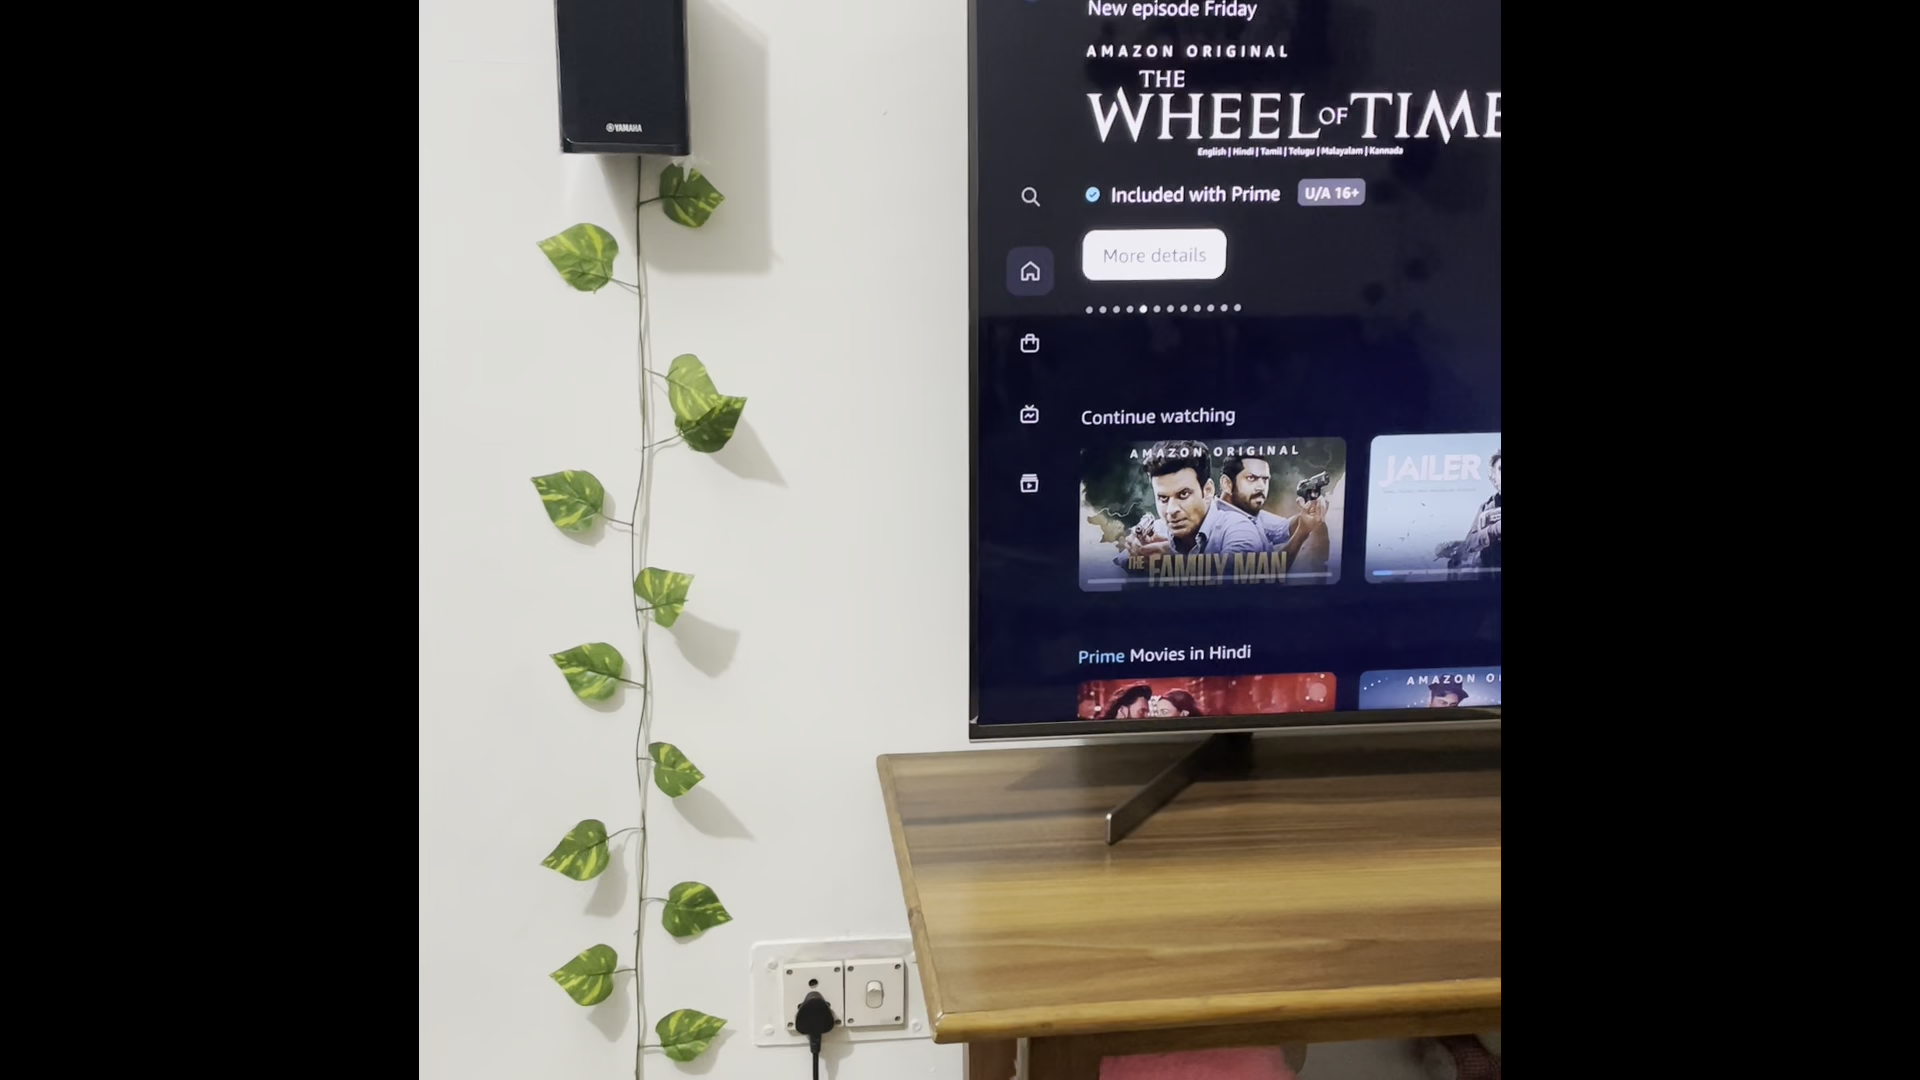 YAMAHA
New episode Friday
AMAZON ORIGINAL
THE
WHEEL OF TIME
English | Hindi | Tamil | Telugu | Malayalam | Kannada
Included with Prime U/A 16+
More details
Continue watching
AMAZON ORIGINAL
THE FAMILY MAN
JAILER
Prime Movies in Hindi
AMAZON O